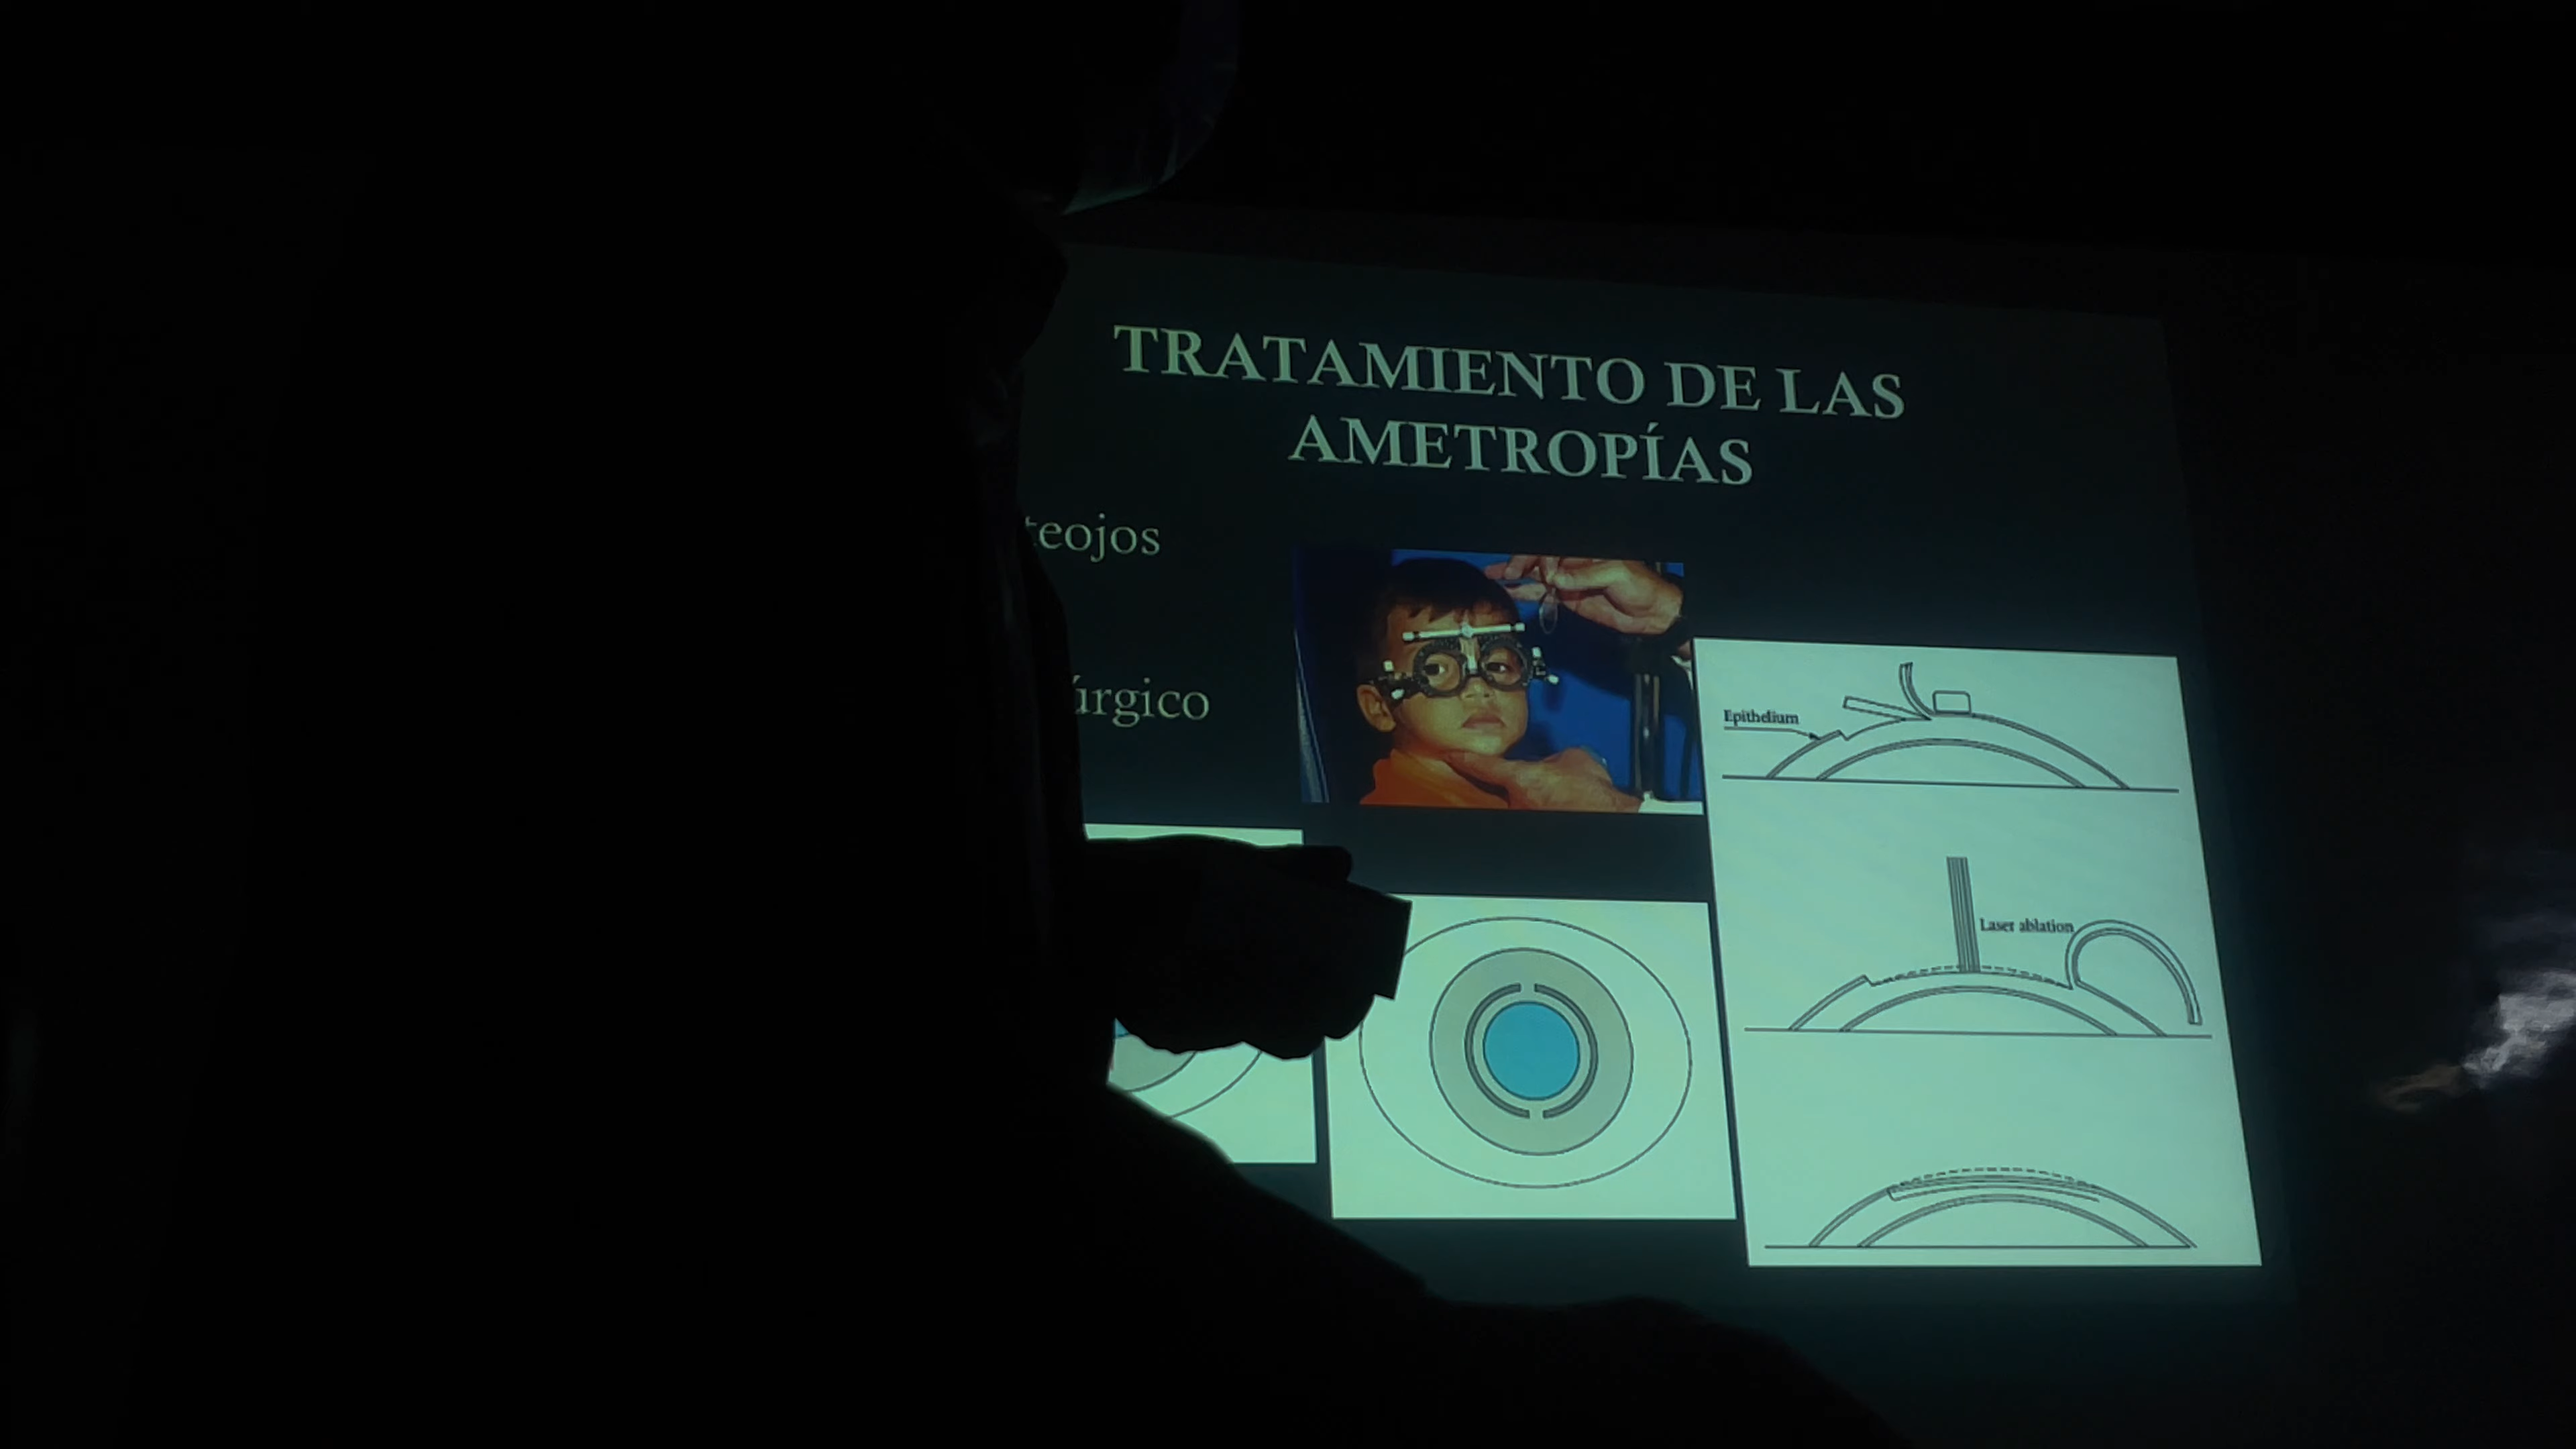 TRATAMIENTO DE LAS
AMETROPÍAS
teojos
úrgico
Epithelium
Laser ablation